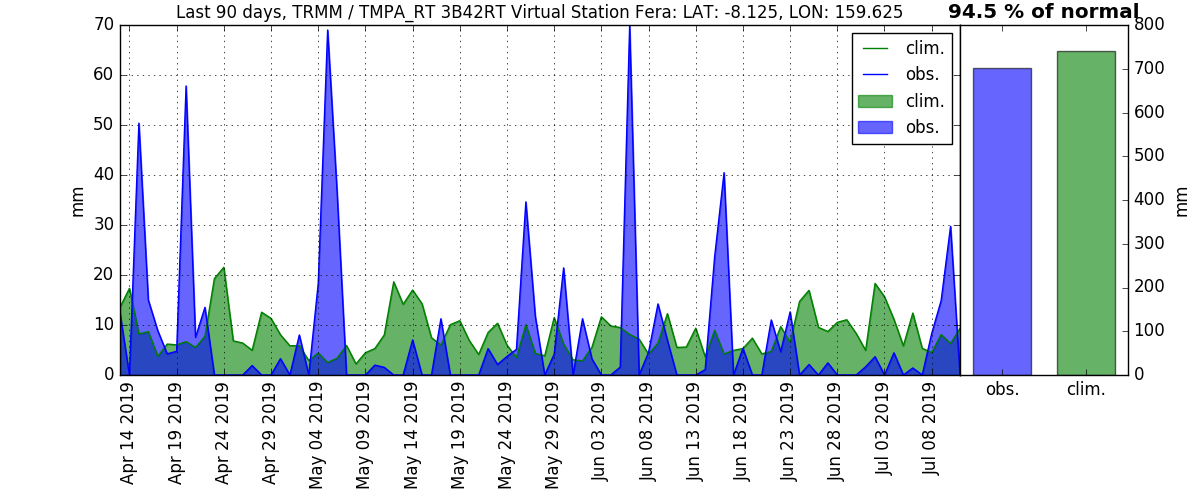 Last 90 days, TRMM / TMPA_RT 3B42RT Virtual Station Fera: LAT: -8.125, LON: 159.625
94.5 % of normal
70
60
50
40
30
20
10
0
mm
clim.
obs.
clim.
obs.
Apr 14 2019
Apr 19 2019
Apr 24 2019
Apr 29 2019
May 04 2019
May 09 2019
May 14 2019
May 19 2019
May 24 2019
May 29 2019
Jun 03 2019
Jun 08 2019
Jun 13 2019
Jun 18 2019
Jun 23 2019
Jun 28 2019
Jul 03 2019
Jul 08 2019
800
700
600
500
400
300
200
100
0
mm
obs.
clim.